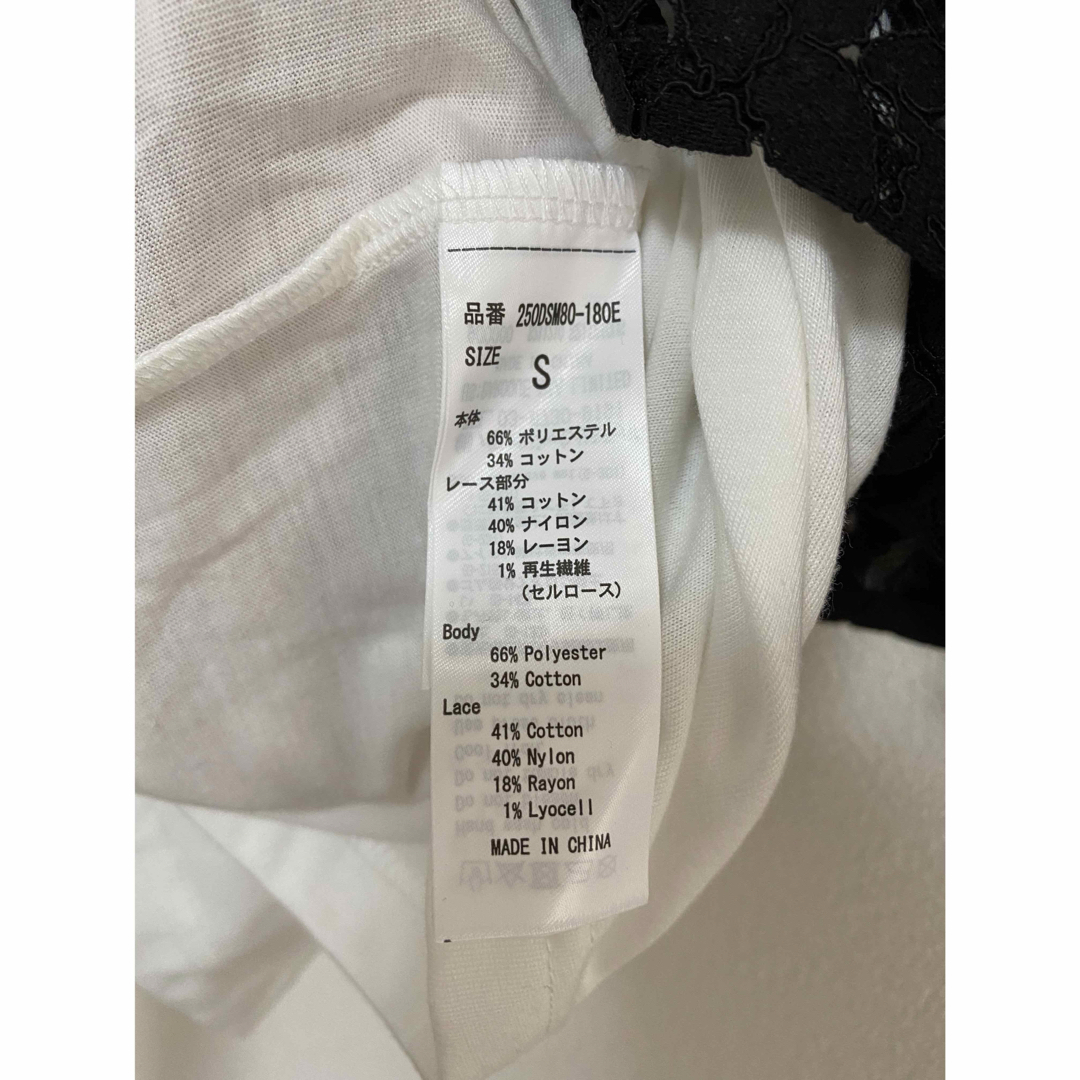 品番 250DSM80-180E
SIZE S
本体
66% ポリエステル
34% コットン
レース部分
41% コットン
40% ナイロン
18% レーヨン
1% 再生繊維
(セルロース)
Body
66% Polyester
34% Cotton
Lace
41% Cotton
40% Nylon
18% Rayon
1% Lyocell
MADE IN CHINA